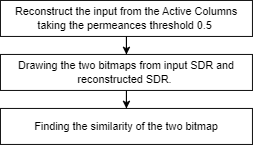 Reconstruct the input from the Active Columns
taking the permeances threshold 0.5
Drawing the two bitmaps from input SDR and
reconstructed SDR.
Finding the similarity of the two bitmap